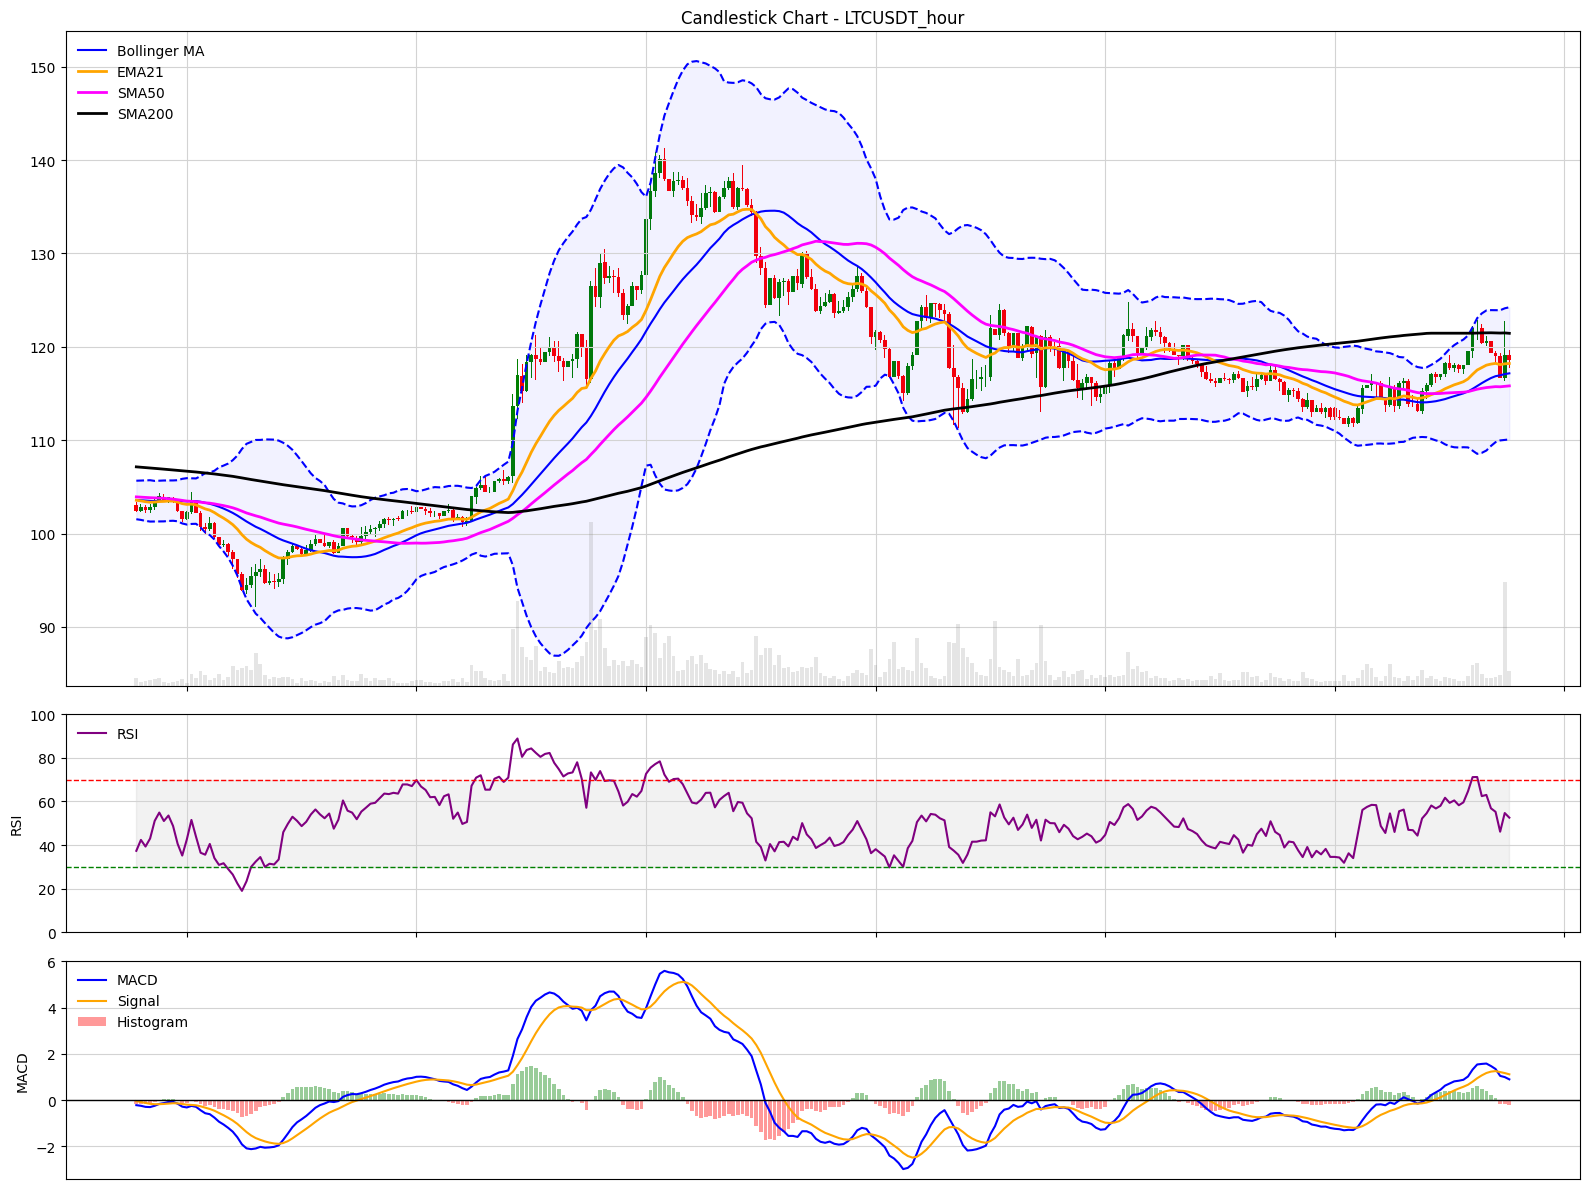 Candlestick Chart - LTCUSDT_hour
Bollinger MA
EMA21
SMA50
SMA200
150
140
130
120
110
100
90
RSI
RSI
100
80
60
40
20
0
MACD
Signal
Histogram
MACD
6
4
2
0
−2